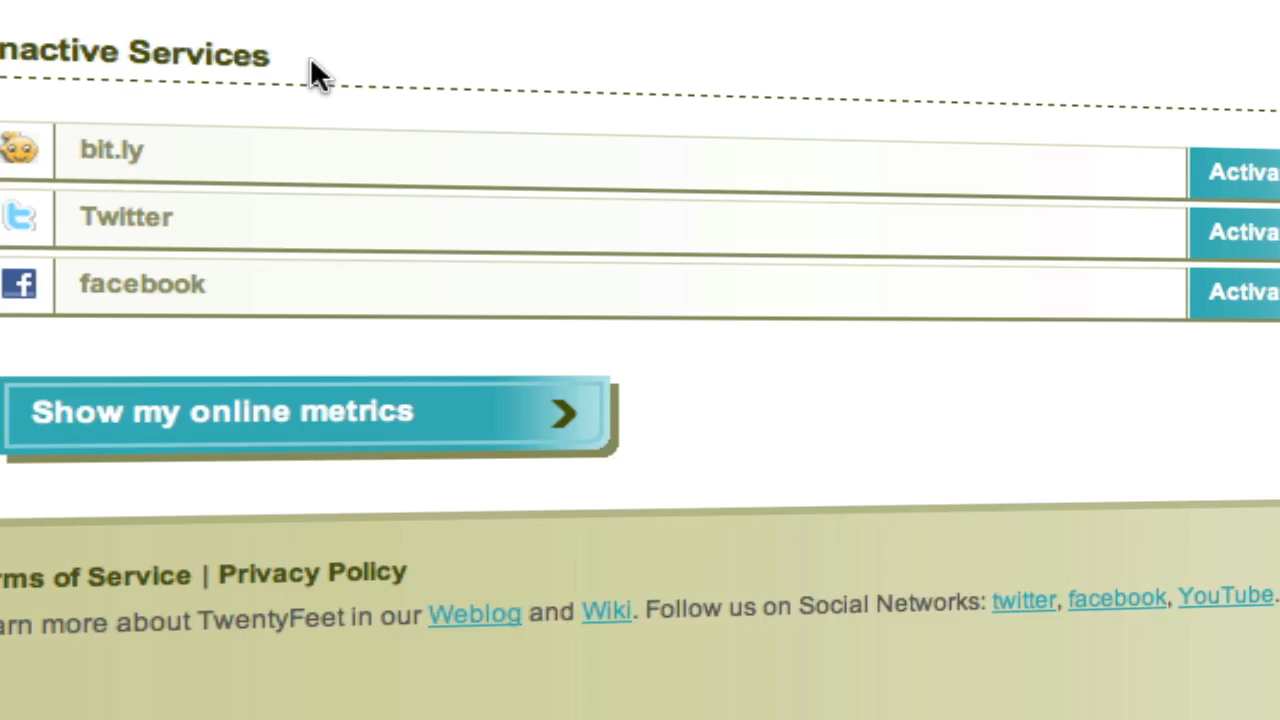 nactive Services
bit.ly
Activa
Twitter
Activa
facebook
Activa
Show my online metrics
rms of Service | Privacy Policy
arn more about TwentyFeet in our Weblog and Wiki. Follow us on Social Networks: twitter, facebook, YouTube.